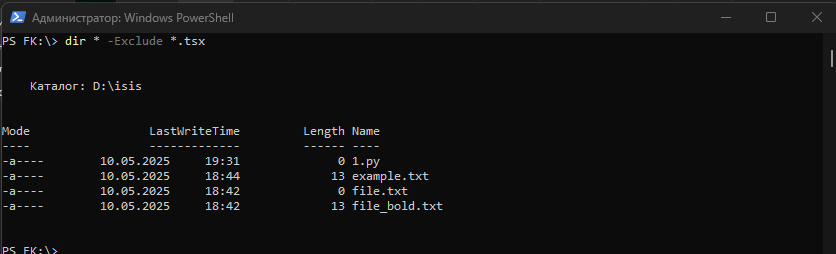 Администратор: Windows PowerShell
PS FK:\> dir * -Exclude *.tsx
Каталог: D:\isis
Mode                 LastWriteTime         Length Name
----                 -------------         ------ ----
-a----        10.05.2025     19:31              0 1.py
-a----        10.05.2025     18:44             13 example.txt
-a----        10.05.2025     18:42              0 file.txt
-a----        10.05.2025     18:42             13 file_bold.txt
PS FK:\>